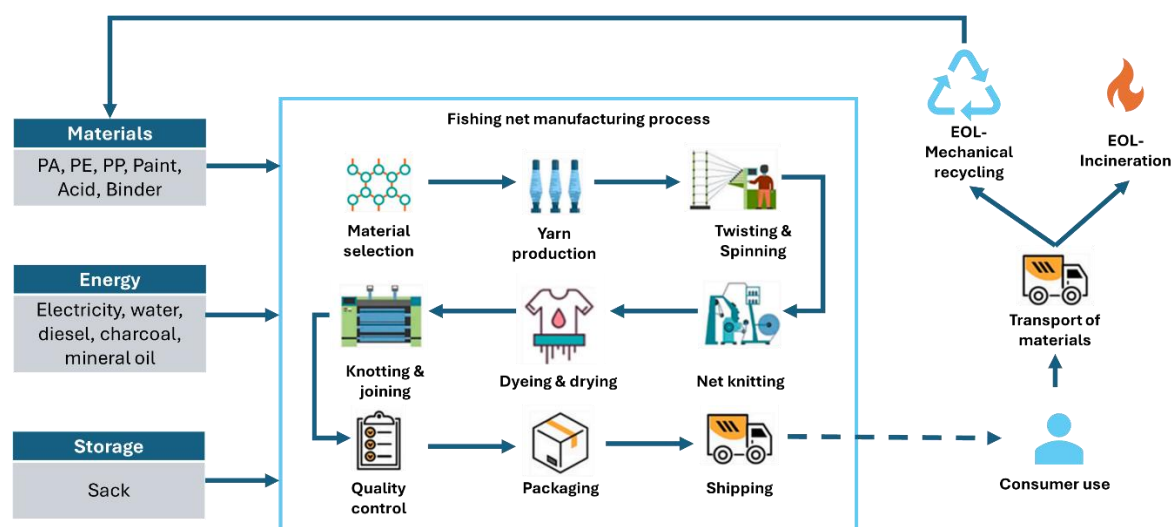 Fishing net manufacturing process
Materials
PA, PE, PP, Paint,
Acid, Binder
Energy
Electricity, water,
diesel, charcoal,
mineral oil
Storage
Sack
Material
selection
Yarn
production
Twisting &
Spinning
Knotting &
joining
Dyeing & drying
Net knitting
Quality
control
Packaging
Shipping
EOL-
Mechanical
recycling
EOL-
Incineration
Transport of
materials
Consumer use